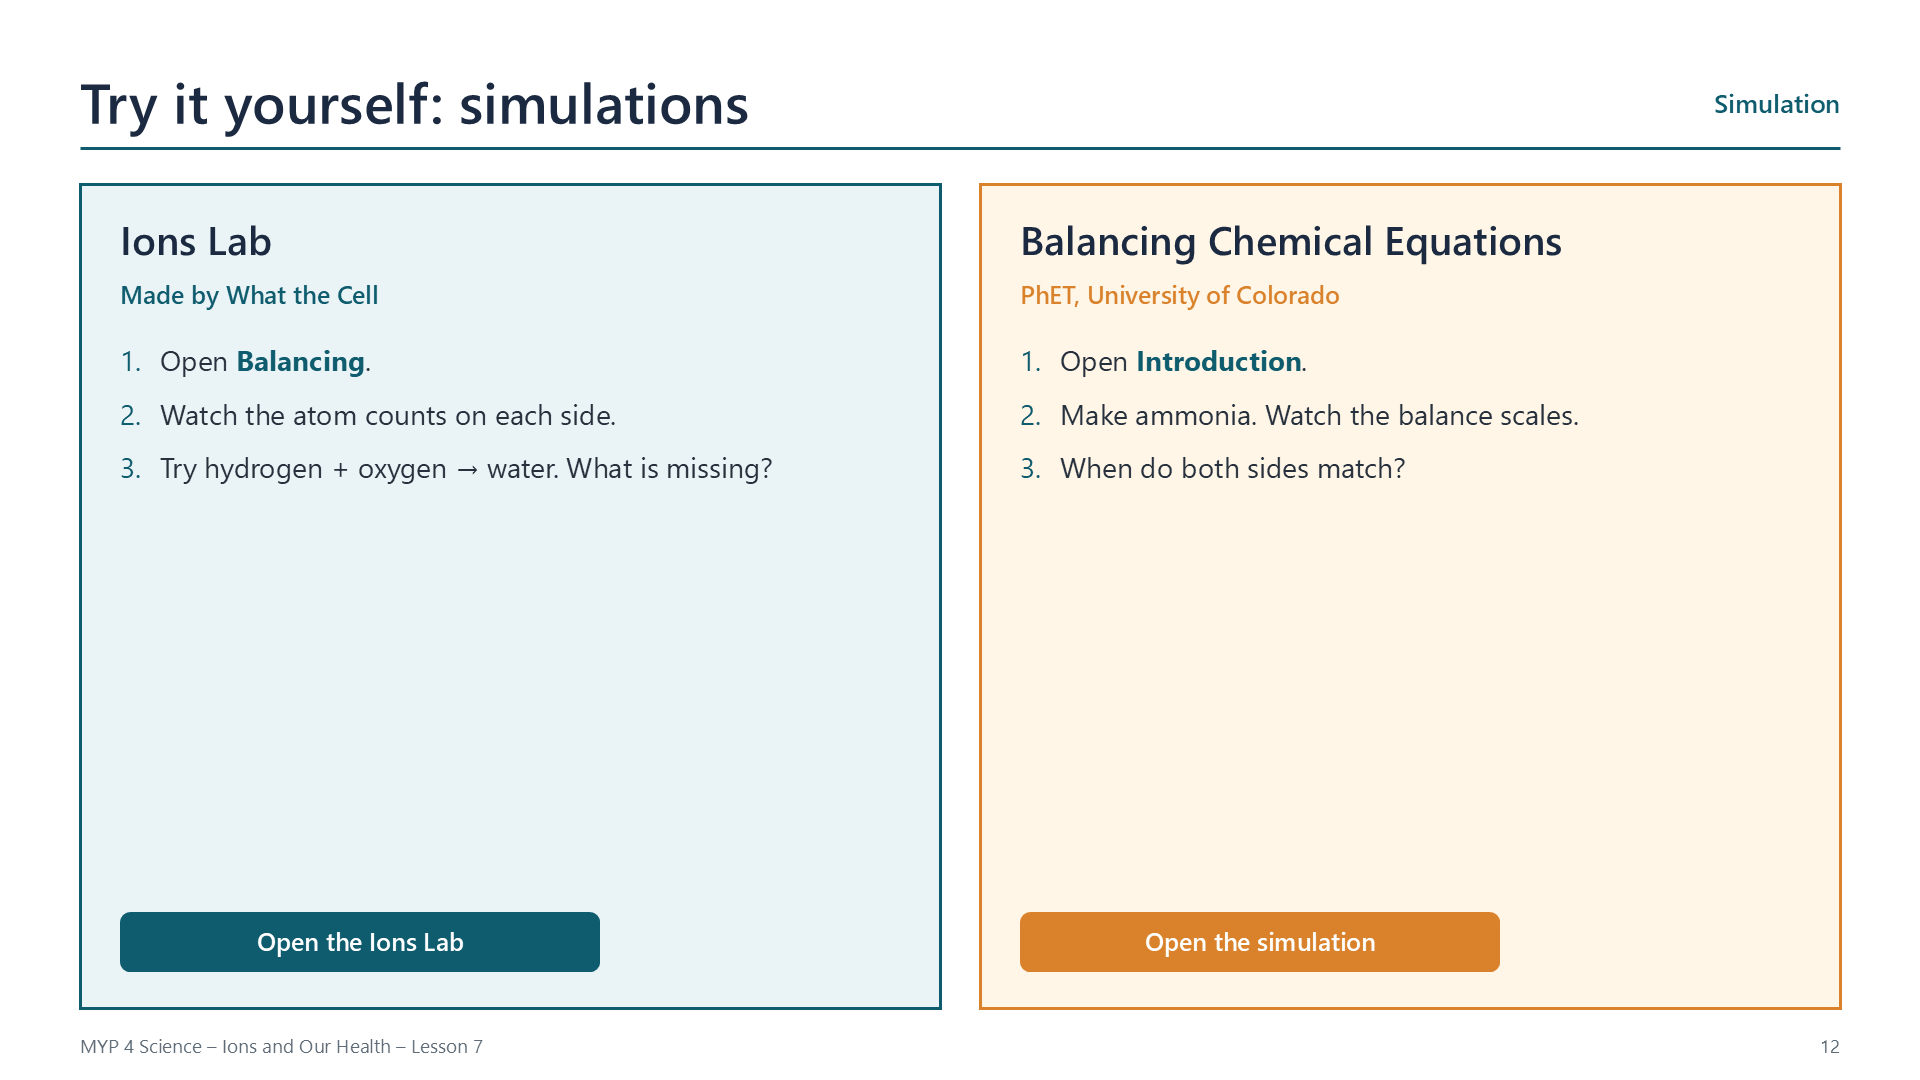 Try it yourself: simulations
Simulation
Ions Lab
Made by What the Cell
1. Open Balancing.
2. Watch the atom counts on each side.
3. Try hydrogen + oxygen → water. What is missing?
Open the Ions Lab
Balancing Chemical Equations
PhET, University of Colorado
1. Open Introduction.
2. Make ammonia. Watch the balance scales.
3. When do both sides match?
Open the simulation
MYP 4 Science – Ions and Our Health – Lesson 7
12